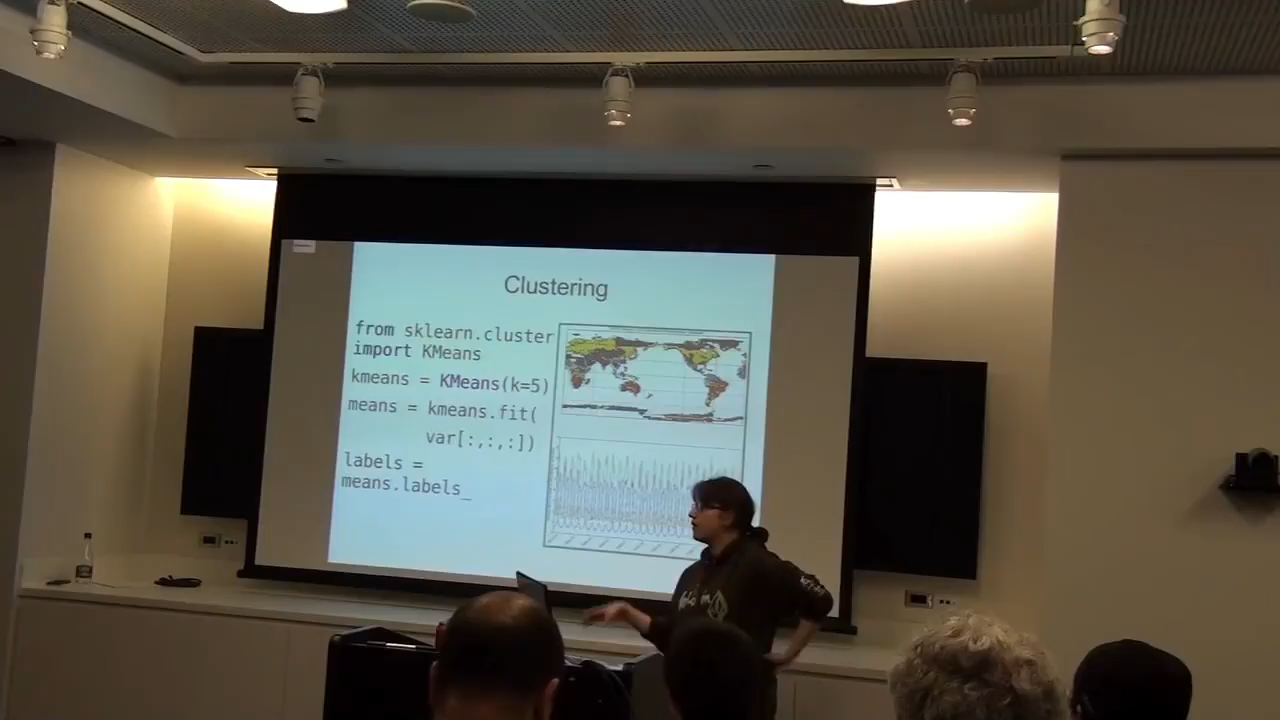 Clustering
from sklearn.cluster
import KMeans
kmeans = KMeans(k=5)
means = kmeans.fit(
var[:,:,:])
labels =
means.labels_